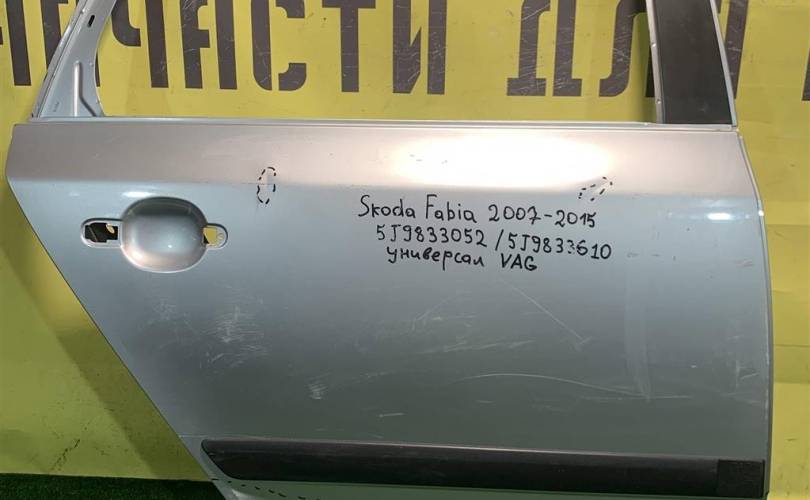 ЗАПЧАСТИ ДЛЯ
Skoda Fabia 2007-2015
5J9833052/5J9833610
универсал VAG